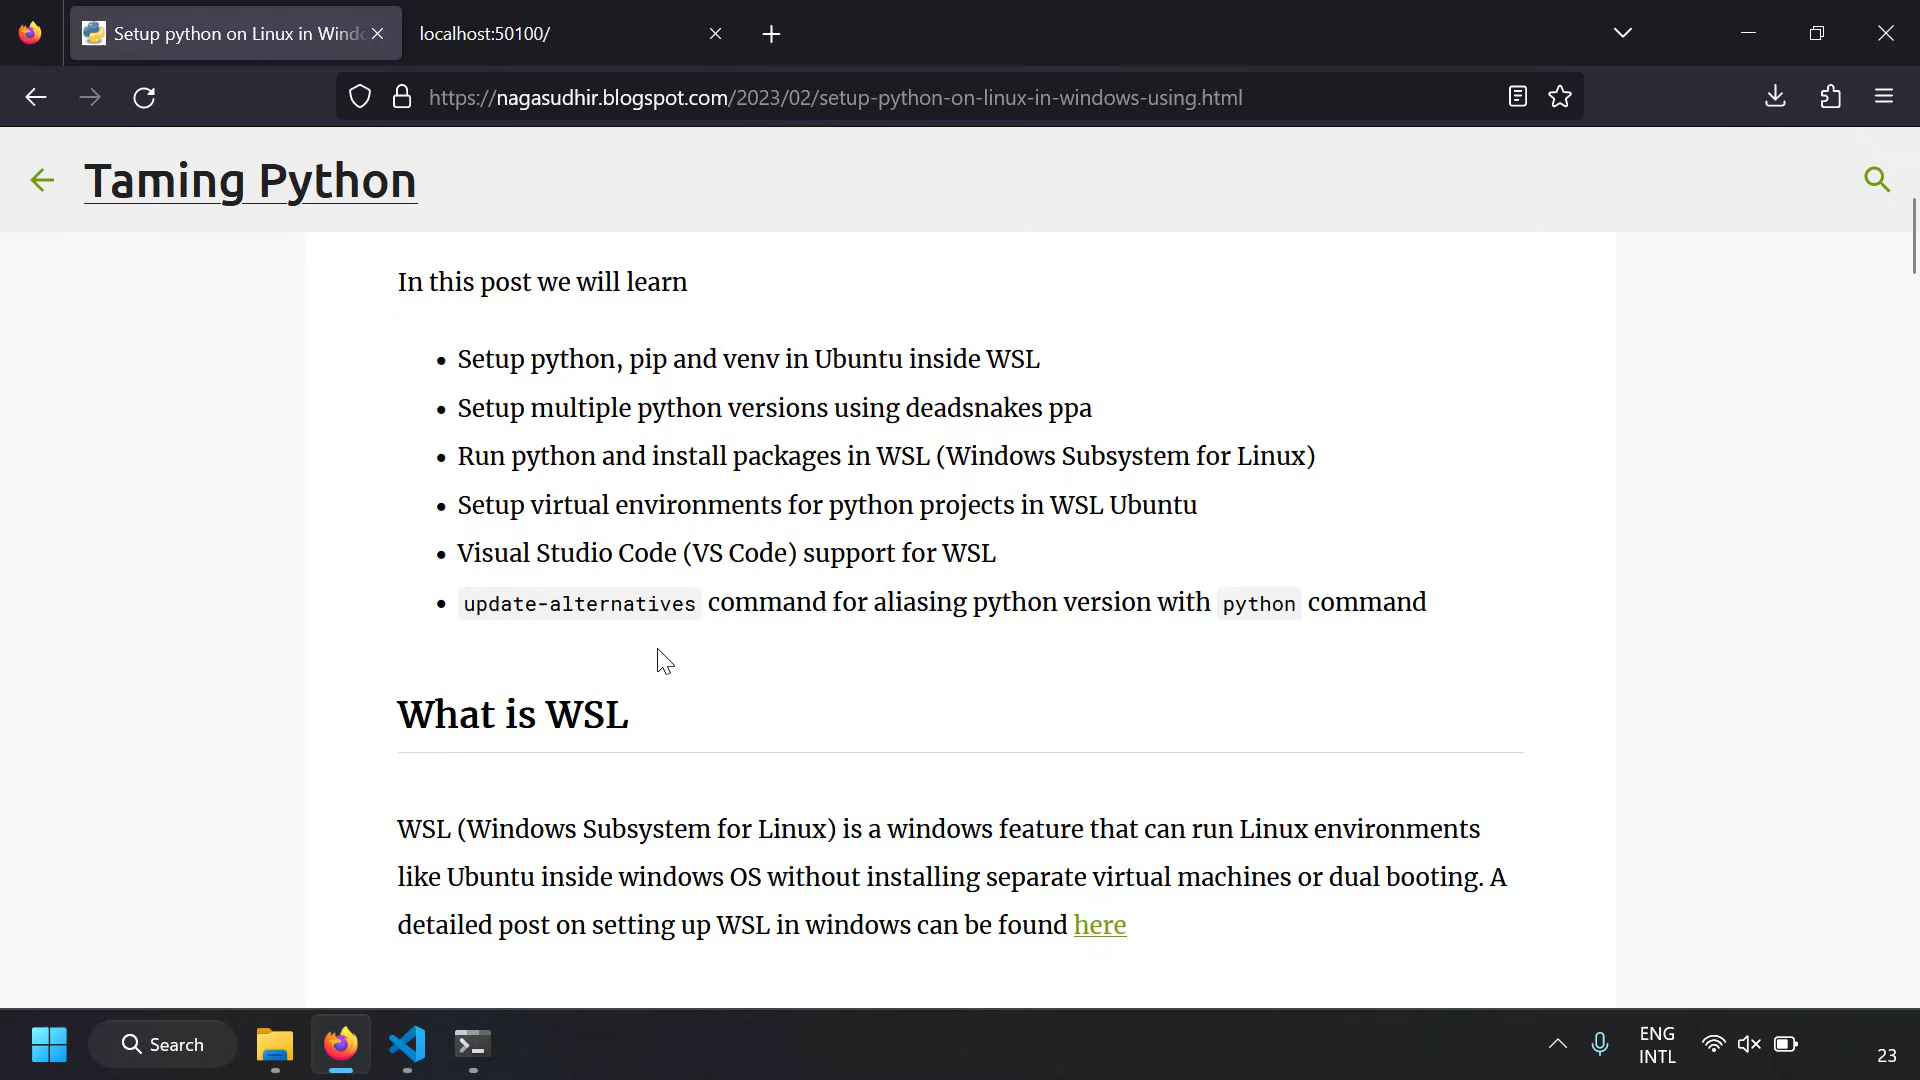 Setup python on Linux in Windo
localhost:50100/
https://nagasudhir.blogspot.com/2023/02/setup-python-on-linux-in-windows-using.html
Taming Python
In this post we will learn
• Setup python, pip and venv in Ubuntu inside WSL
• Setup multiple python versions using deadsnakes ppa
• Run python and install packages in WSL (Windows Subsystem for Linux)
• Setup virtual environments for python projects in WSL Ubuntu
• Visual Studio Code (VS Code) support for WSL
• update-alternatives command for aliasing python version with python command
What is WSL
WSL (Windows Subsystem for Linux) is a windows feature that can run Linux environments
like Ubuntu inside windows OS without installing separate virtual machines or dual booting. A
detailed post on setting up WSL in windows can be found here
Search
ENG
INTL
23